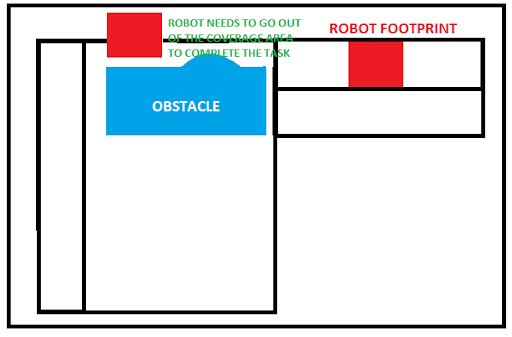 ROBOT NEEDS TO GO OUT
OF THE COVERAGE AREA
TO COMPLETE THE TASK
ROBOT FOOTPRINT
OBSTACLE